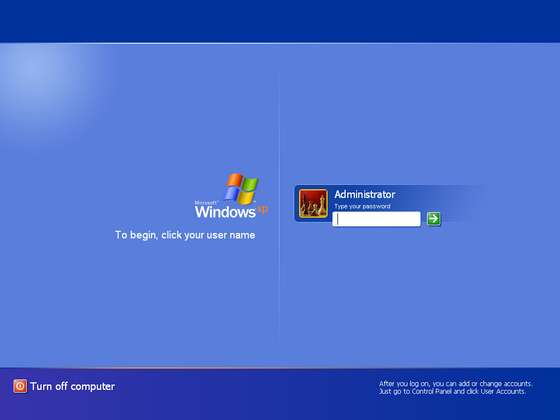 Microsoft
Windows xp
To begin, click your user name
Administrator
Type your password
Turn off computer
After you log on, you can add or change accounts.
Just go to Control Panel and click User Accounts.